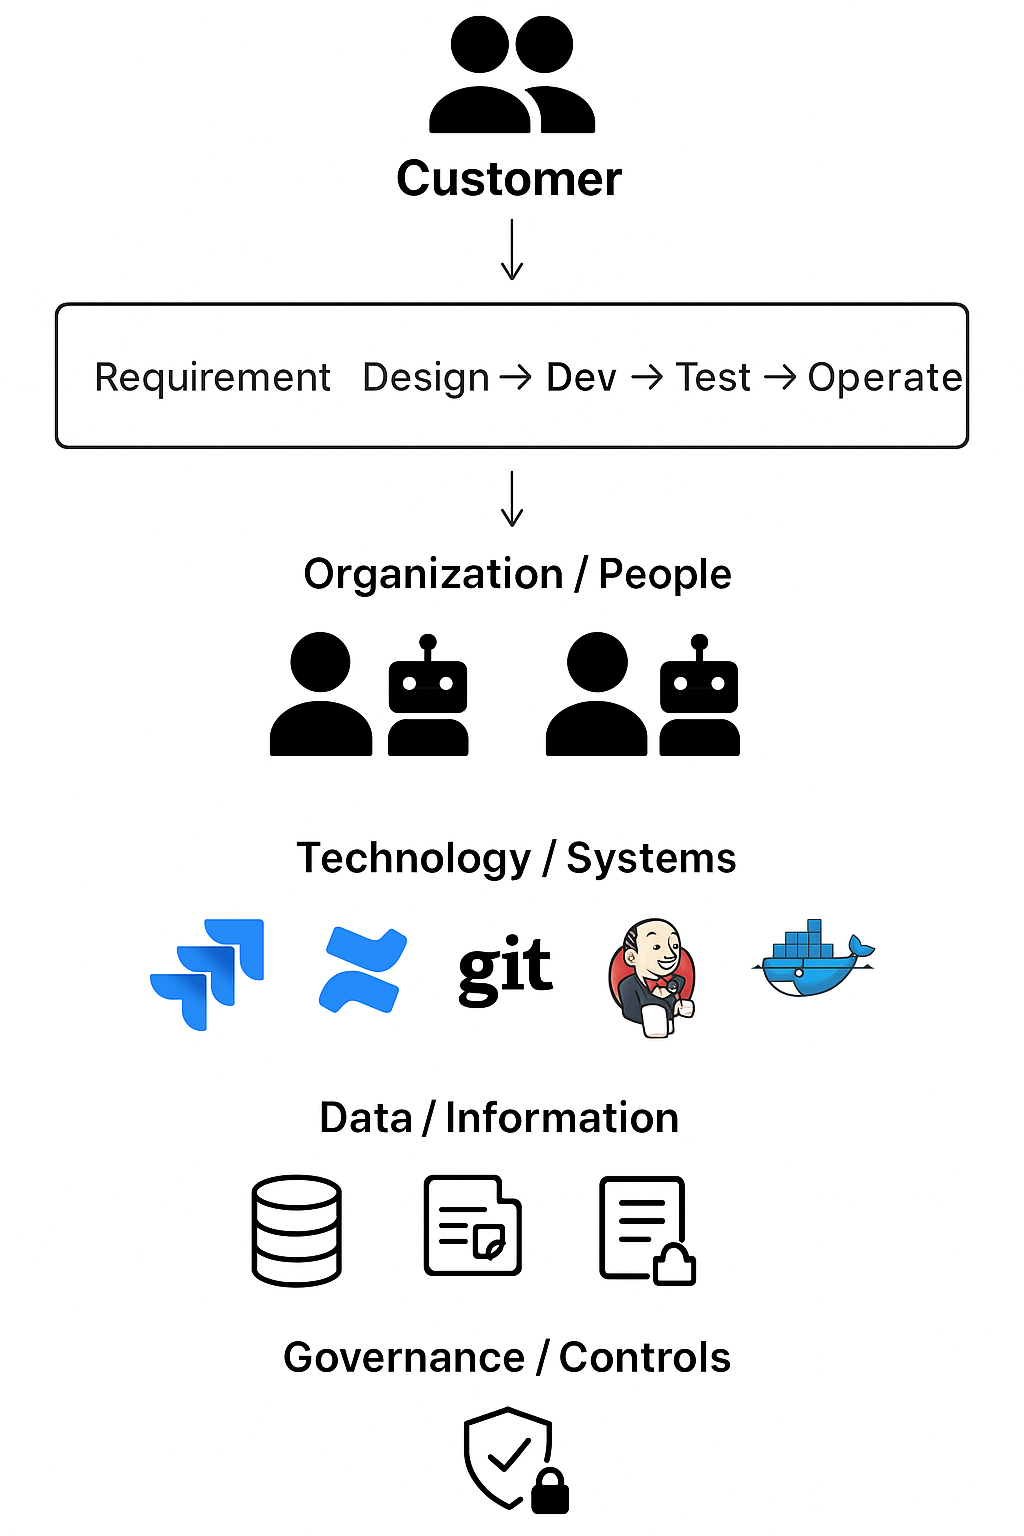 Customer
Requirement Design → Dev → Test → Operate
Organization / People
Technology / Systems
git
Data / Information
Governance / Controls